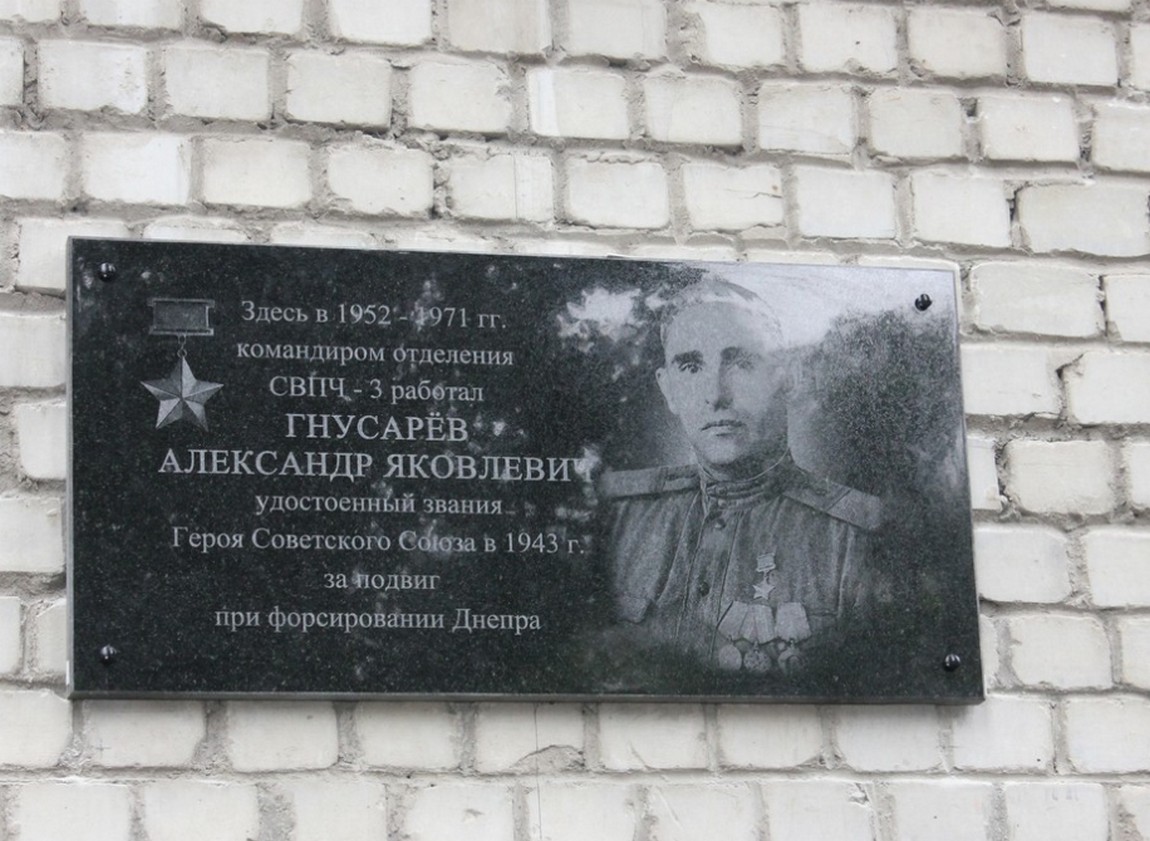 Здесь в 1952 - 1971 гг.
командиром отделения
СВПЧ - 3 работал
ГНУСАРЁВ
АЛЕКСАНДР ЯКОВЛЕВИЧ
удостоенный звания
Героя Советского Союза в 1943 г.
за подвиг
при форсировании Днепра